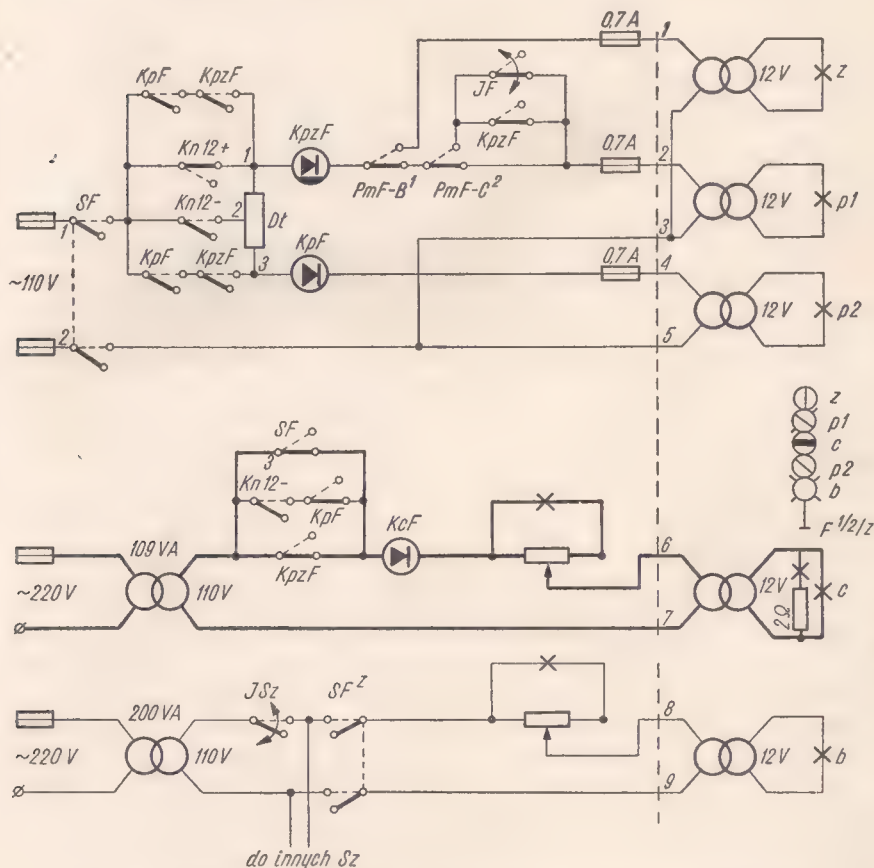 0,7A 1
KpF KpzF
JF
12V z
KpzF
Kn12+ 1
KpzF
0,7A 2
PmF-B¹ PmF-C²
SF
1
Kn12- 2
Dt
KpF
12V p1
3
KpF KpzF 3
0,7A 4
~110V
12V p2
2
5
z
p1
c
p2
b
F 1/2/z
SF
3
Kn12-
KpF
KcF
109VA
110V
KpzF
6
~220V
12V
2Ω
c
7
JSz SF z
200VA
110V
8
~220V
12V b
9
do innych Sz